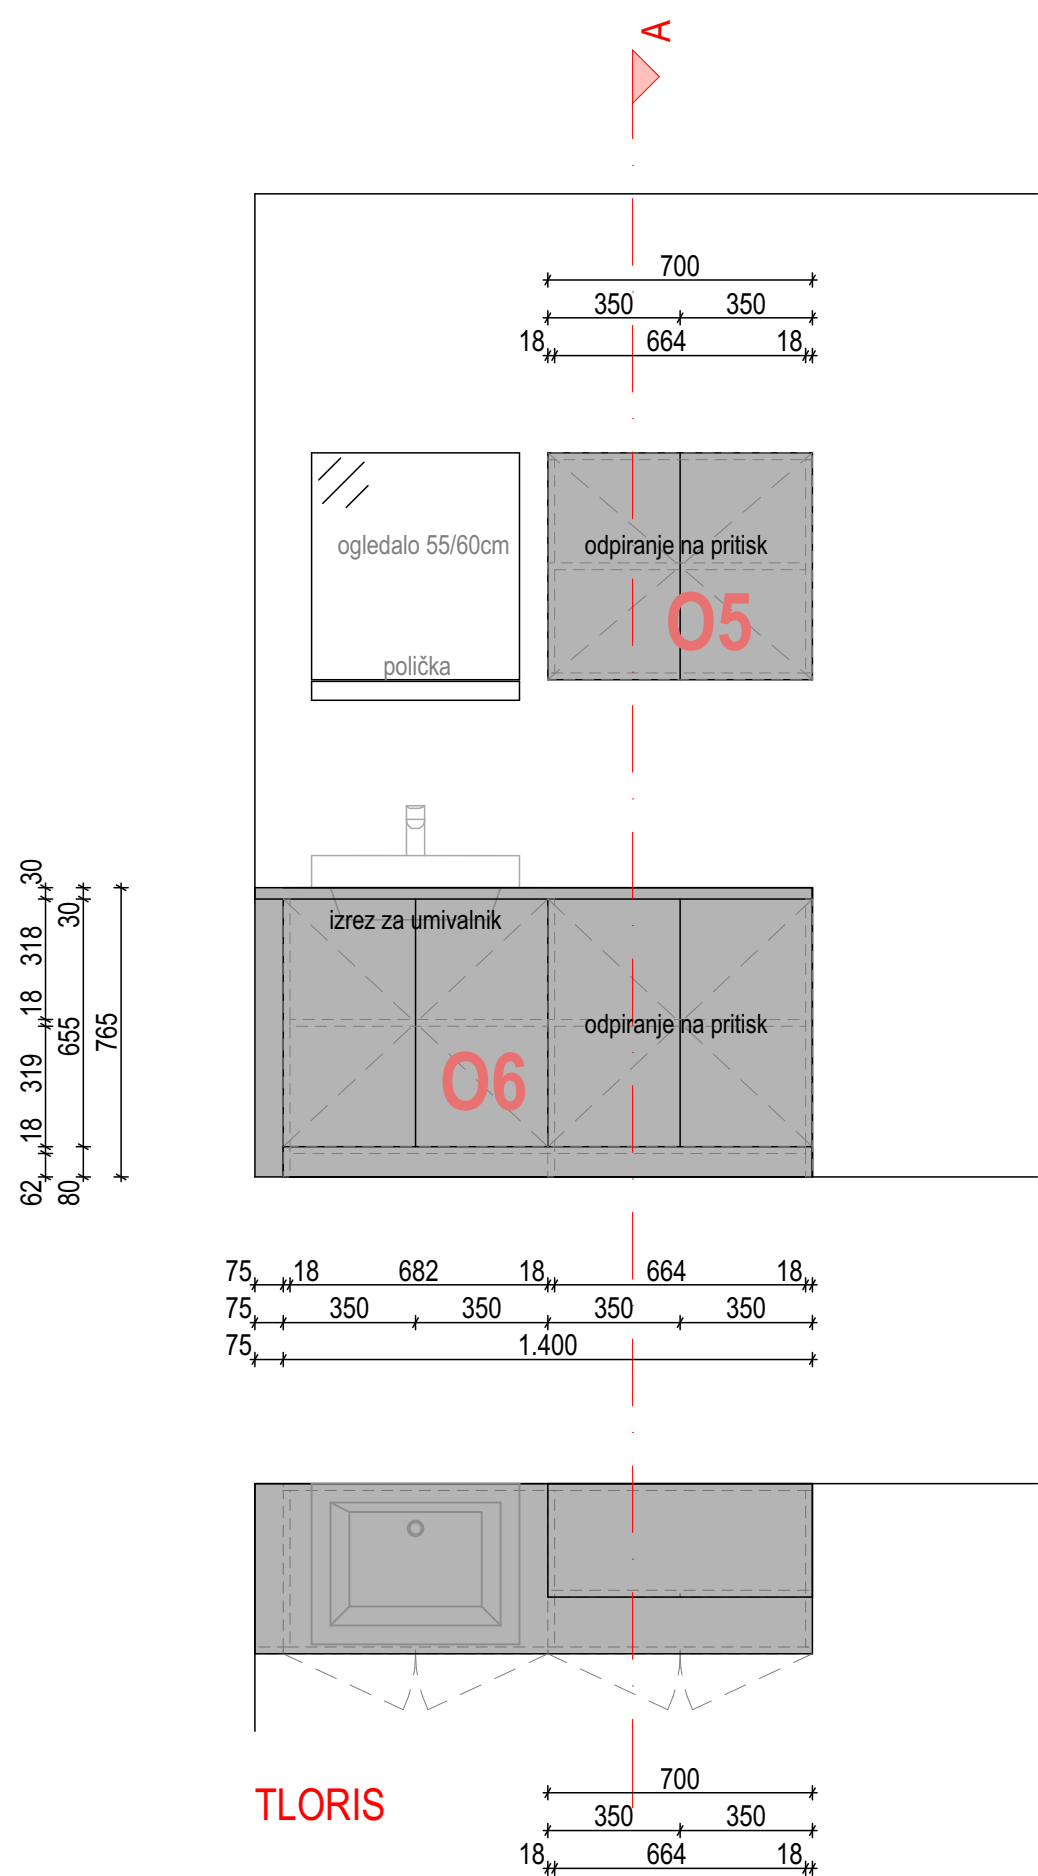 A
700
350 350
18 664 18
ogledalo 55/60cm
odpiranje na pritisk
O5
polička
30
318
18
319
18
62
30
655
80
765
izrez za umivalnik
odpiranje na pritisk
O6
75 18 682 18 664 18
75 350 350 350 350
75 1.400
TLORIS
700
350 350
18 664 18